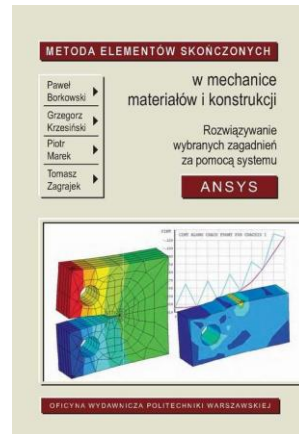 METODA ELEMENTÓW SKOŃCZONYCH
Paweł
Borkowski
Grzegorz
Krzesiński
Piotr
Marek
Tomasz
Zagrajek
w mechanice
materiałów i konstrukcji
Rozwiązywanie
wybranych zagadnień
za pomocą systemu
ANSYS
OFICYNA WYDAWNICZA POLITECHNIKI WARSZAWSKIEJ